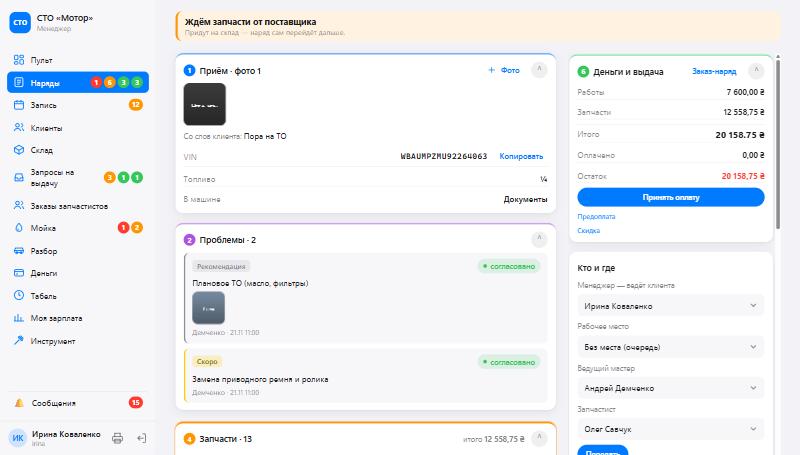 СТО
СТО «Мотор»
Менеджер
Пульт
Наряды 1 6 3 3
Запись 12
Клиенты
Склад
Запросы на выдачу 3 1 1
Заказы запчастистов
Мойка 1 2
Разбор
Деньги
Табель
Моя зарплата
Инструмент
Сообщения 15
ИК Ирина Коваленко
irina
Ждём запчасти от поставщика
Придут на склад — наряд сам перейдёт дальше.
1 Приём · фото 1 + Фото
Со слов клиента: Пора на ТО
VIN WBAUMPZMU92264063 Копировать
Топливо ¼
В машине Документы
2 Проблемы · 2
Рекомендация согласовано
Плановое ТО (масло, фильтры)
Демченко · 21.11 11:00
Скоро согласовано
Замена приводного ремня и ролика
Демченко · 21.11 11:00
4 Запчасти · 13 итого 12 558,75 ₴
6 Деньги и выдача Заказ-наряд
Работы 7 600,00 ₴
Запчасти 12 558,75 ₴
Итого 20 158,75 ₴
Оплачено 0,00 ₴
Остаток 20 158,75 ₴
Принять оплату
Предоплата
Скидка
Кто и где
Менеджер — ведёт клиента
Ирина Коваленко
Рабочее место
Без места (очередь)
Ведущий мастер
Андрей Демченко
Запчастист
Олег Савчук